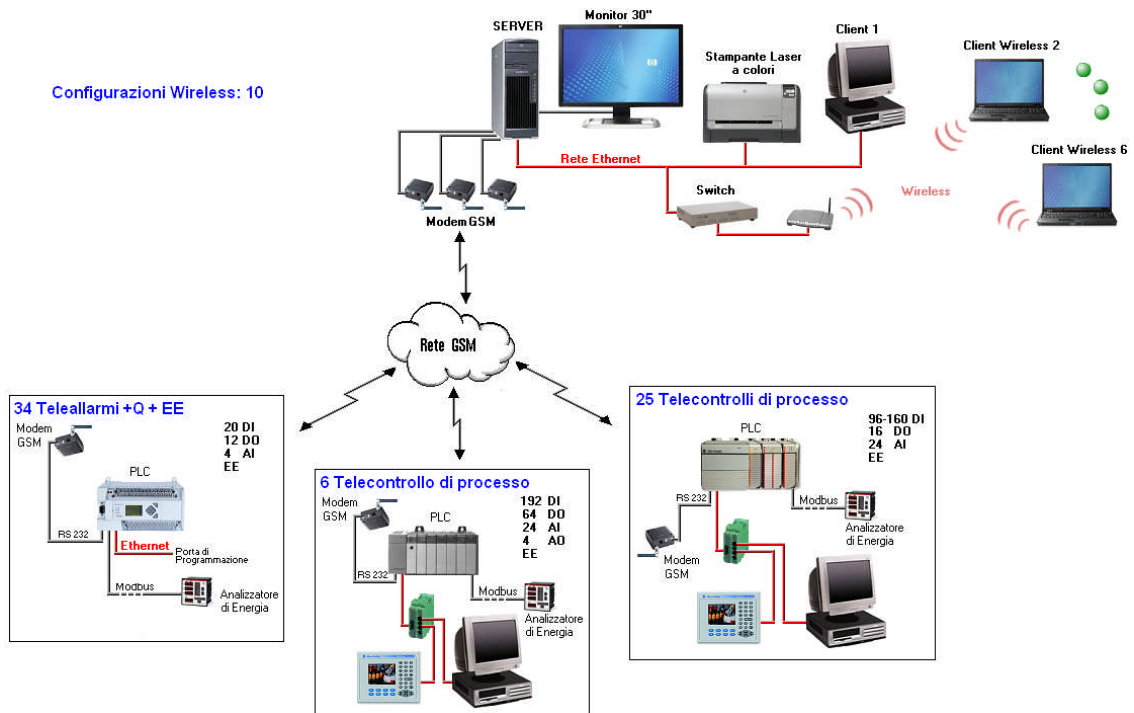 SERVER
Monitor 30"
Client 1
Client Wireless 2
Stampante Laser
a colori
Configurazioni Wireless: 10
Rete Ethernet
Client Wireless 6
Switch
Wireless
Modem GSM
Rete GSM
34 Teleallarmi +Q + EE
Modem
GSM
20 DI
12 DO
4 AI
EE
PLC
RS 232
Ethernet
Porta di
Programmazione
Modbus
Analizzatore
di Energia
6 Telecontrollo di processo
Modem
GSM
192 DI
64 DO
24 AI
4 AO
EE
PLC
RS 232
Modbus
Analizzatore
di Energia
25 Telecontrolli di processo
96-160 DI
16 DO
24 AI
EE
PLC
RS 232
Modbus
Analizzatore
di Energia
Modem
GSM